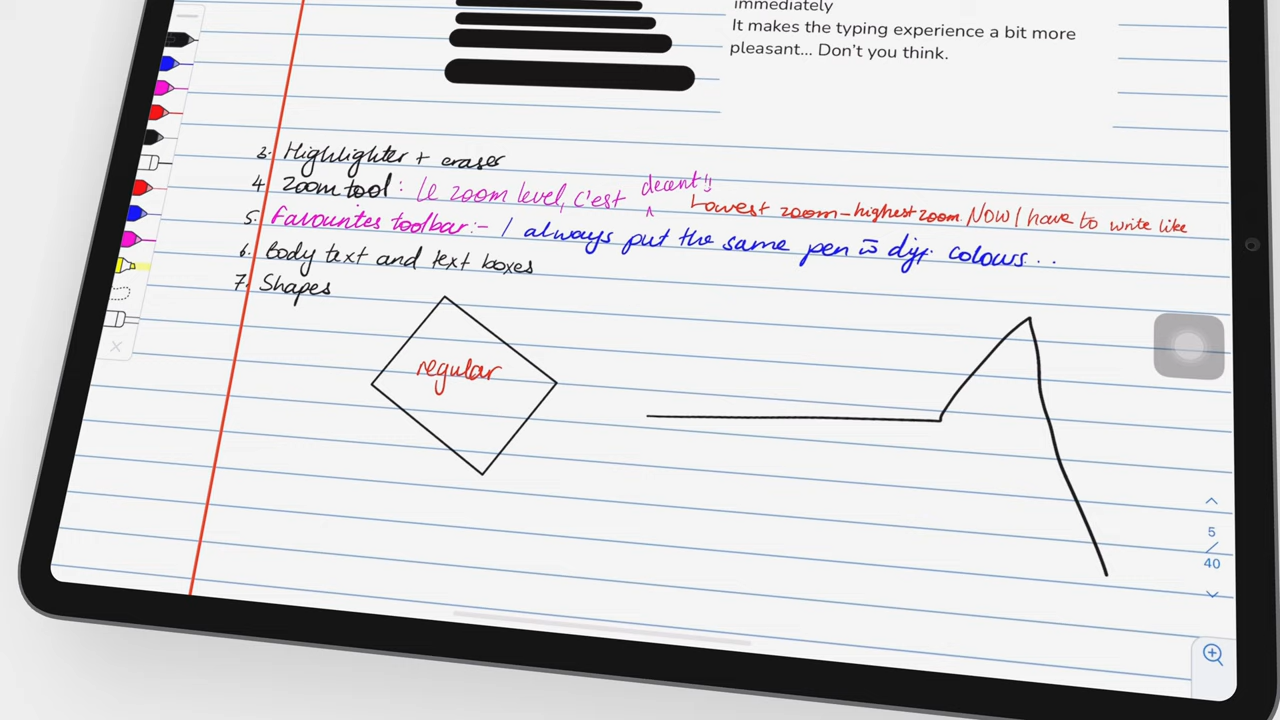 immediately
It makes the typing experience a bit more
pleasant... Don't you think.
3. Highlighter + eraser
4. Zoom tool : Le zoom level, c'est decent!! Lowest zoom – highest zoom. Now I have to write like
5. Favourites toolbar:- I always put the same pen c̄ diff. colours...
6. Body text and text boxes
7. Shapes
regular
5
/
40